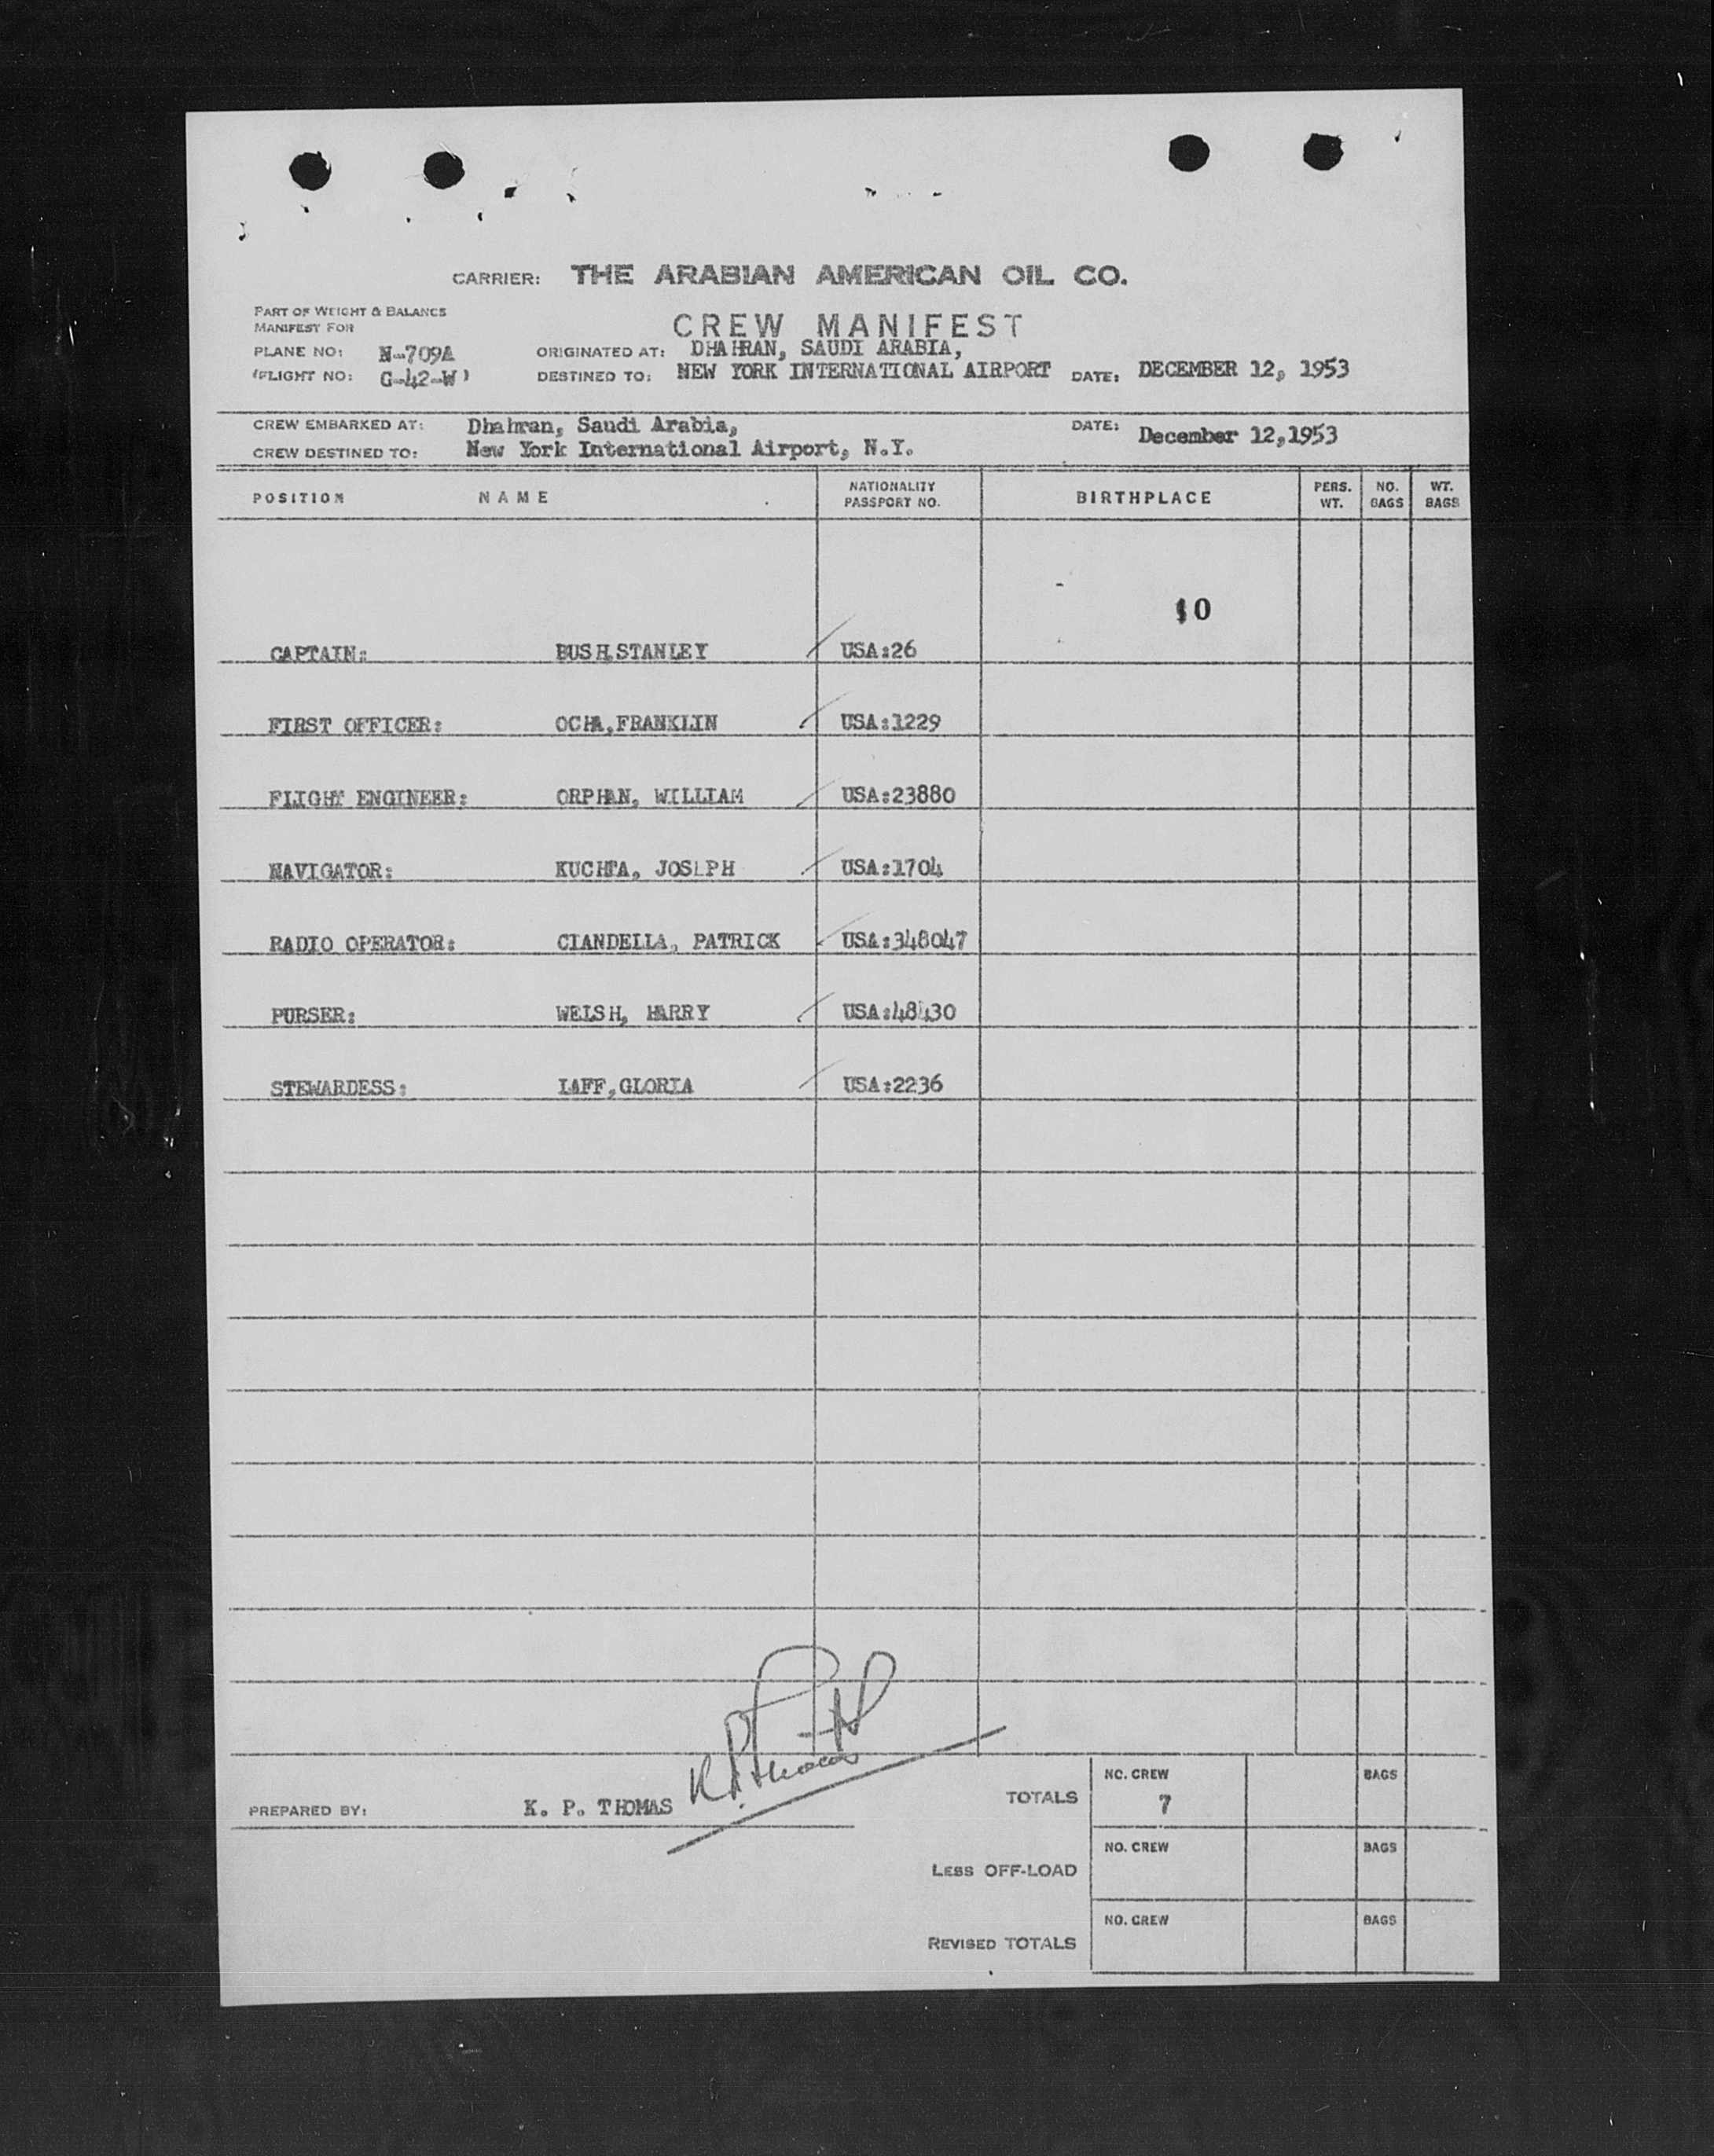 CARRIER: THE ARABIAN AMERICAN OIL CO.
PART OF WEIGHT & BALANCE
MANIFEST FOR
CREW MANIFEST
PLANE NO: N-709A ORIGINATED AT: DHAHRAN, SAUDI ARABIA,
(FLIGHT NO: G-42-W) DESTINED TO: NEW YORK INTERNATIONAL AIRPORT DATE: DECEMBER 12, 1953
CREW EMBARKED AT: Dhahran, Saudi Arabia, DATE: December 12,1953
CREW DESTINED TO: New York International Airport, N.Y.
POSITION NAME NATIONALITY PASSPORT NO. BIRTHPLACE PERS. WT. NO. BAGS WT. BAGS
10
CAPTAIN: BUSH,STANLEY USA:26
FIRST OFFICER: OCHA,FRANKLIN USA:1229
FLIGHT ENGINEER: ORPHAN, WILLIAM USA:23880
NAVIGATOR: KUCHTA, JOSEPH USA:1704
RADIO OPERATOR: CIANDELLA, PATRICK USA:348047
PURSER: WELSH, HARRY USA:48430
STEWARDESS: LAFF,GLORIA USA:2236
PREPARED BY: K. P. THOMAS K.P. Thomas
TOTALS NO. CREW 7 BAGS
LESS OFF-LOAD NO. CREW BAGS
REVISED TOTALS NO. CREW BAGS